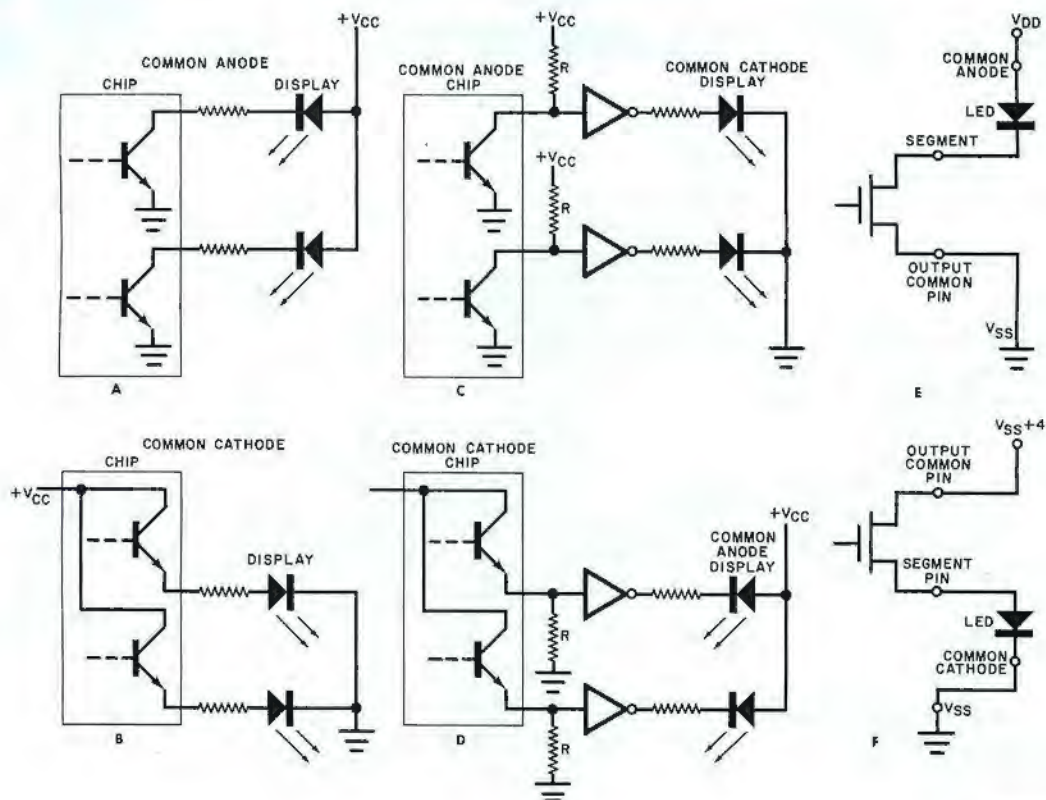 +VCC
COMMON ANODE
CHIP
DISPLAY
A
+VCC
R
COMMON ANODE
CHIP
COMMON CATHODE
DISPLAY
+VCC
R
C
VDD
COMMON
ANODE
LED
SEGMENT
OUTPUT
COMMON
PIN
VSS
E
COMMON CATHODE
CHIP
+VCC
DISPLAY
B
COMMON CATHODE
CHIP
+VCC
COMMON
ANODE
DISPLAY
R
R
D
VSS+4
OUTPUT
COMMON PIN
SEGMENT
PIN
LED
COMMON
CATHODE
VSS
F